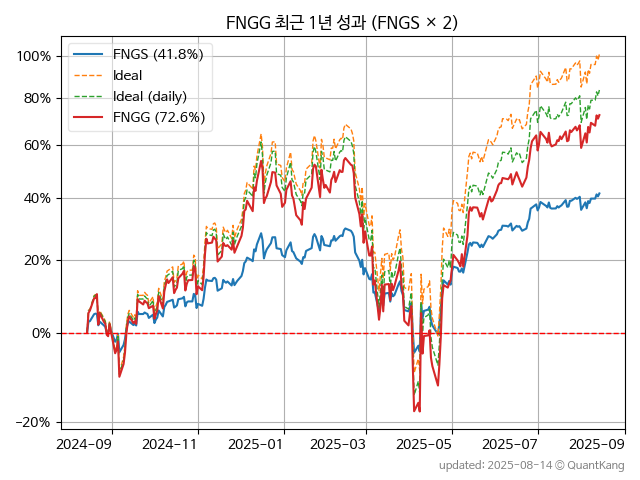 FNGG 최근 1년 성과 (FNGS × 2)
FNGS (41.8%)
Ideal
Ideal (daily)
FNGG (72.6%)
100%
80%
60%
40%
20%
0%
−20%
2024−09
2024−11
2025−01
2025−03
2025−05
2025−07
2025−09
updated: 2025-08-14 © QuantKang